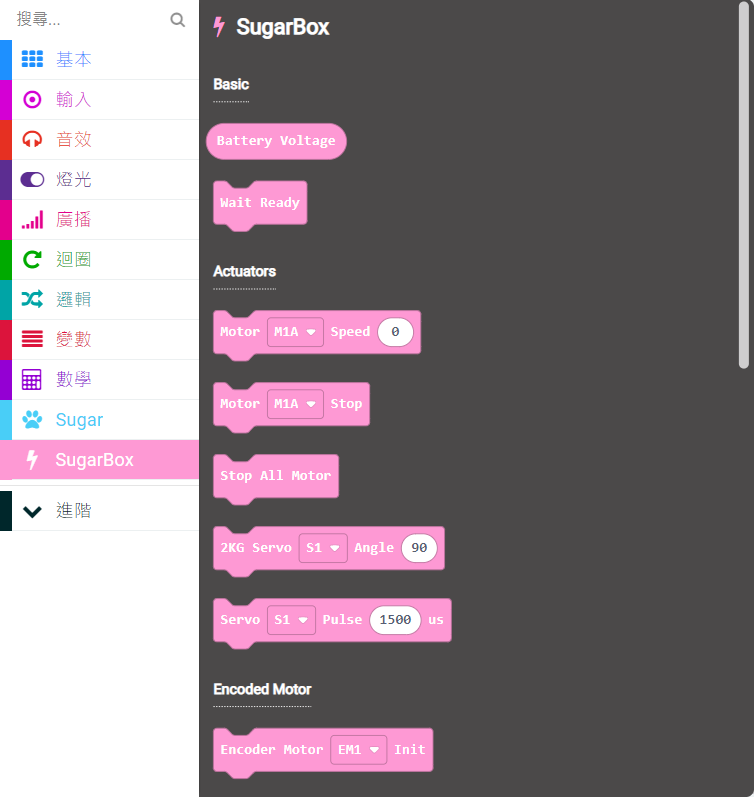 搜尋...
基本
輸入
音效
燈光
廣播
迴圈
邏輯
變數
數學
Sugar
SugarBox
進階
SugarBox
Basic
Battery Voltage
Wait Ready
Actuators
Motor M1A Speed 0
Motor M1A Stop
Stop All Motor
2KG Servo S1 Angle 90
Servo S1 Pulse 1500 us
Encoded Motor
Encoder Motor EM1 Init